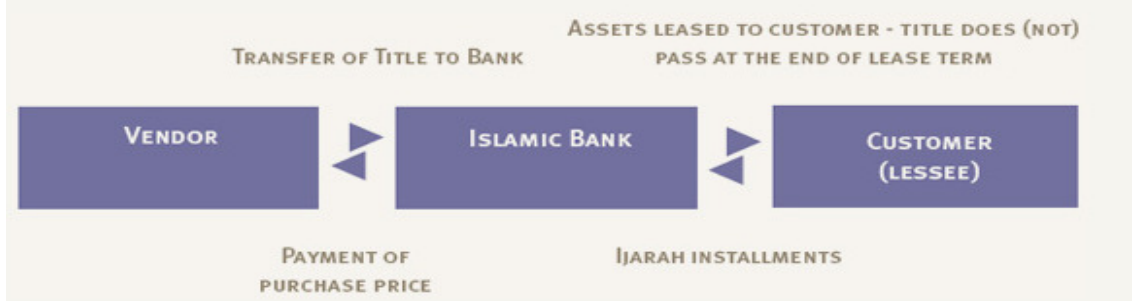 Assets leased to customer - title does (not)
Transfer of Title to Bank
pass at the end of lease term
Vendor
Islamic Bank
Customer
(lessee)
Payment of
purchase price
Ijarah installments